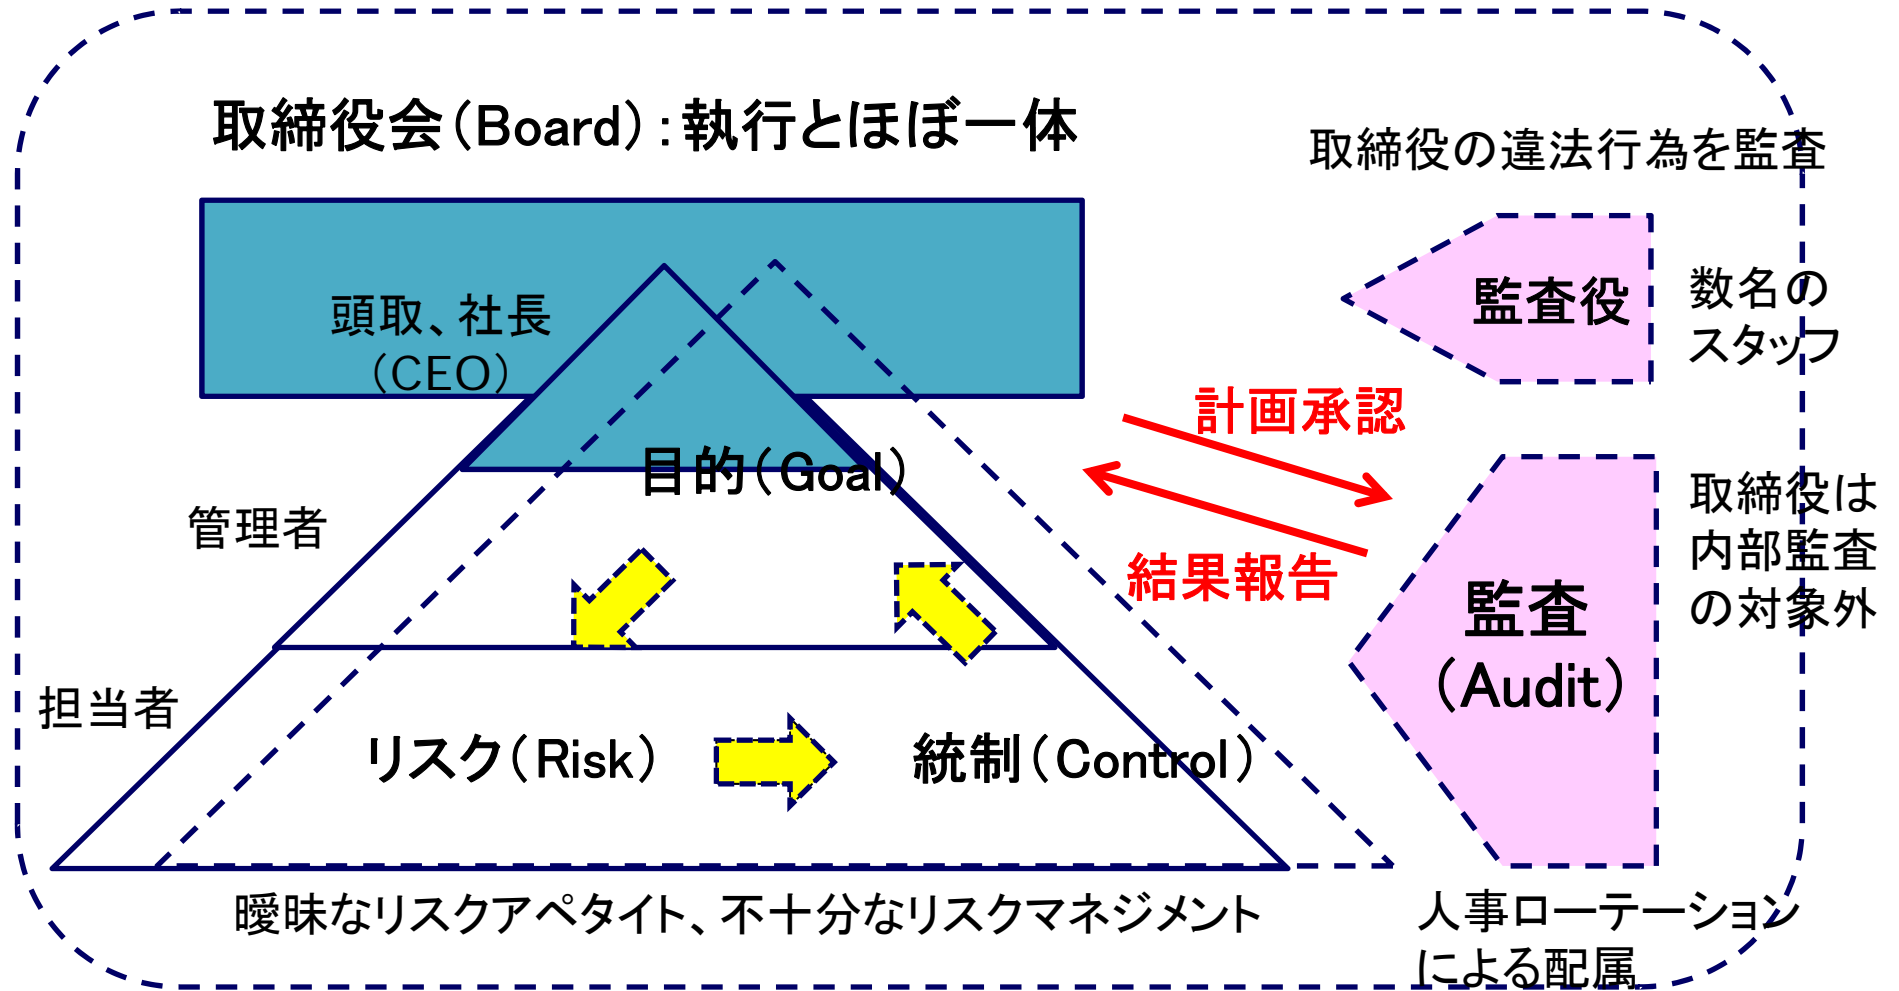 取締役会(Board):執行とほぼ一体
取締役の違法行為を監査
頭取、社長
(CEO)
監査役
数名の
スタッフ
計画承認
目的(Goal)
管理者
結果報告
取締役は
内部監査
の対象外
監査
(Audit)
担当者
リスク(Risk)
統制(Control)
曖昧なリスクアペタイト、不十分なリスクマネジメント
人事ローテーション
による配属